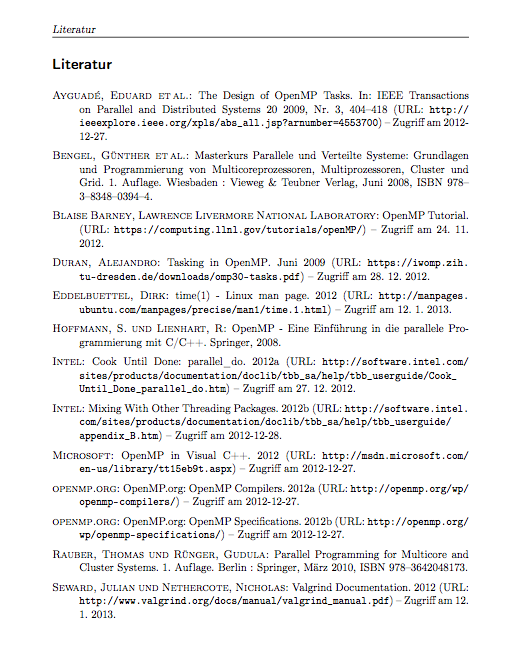 Literatur
Literatur
Ayguadé, Eduard et al.: The Design of OpenMP Tasks. In: IEEE Transactions
on Parallel and Distributed Systems 20 2009, Nr. 3, 404–418 ⟨URL: http://
ieeexplore.ieee.org/xpls/abs_all.jsp?arnumber=4553700⟩ – Zugriff am 2012-
12-27.
Bengel, Günther et al.: Masterkurs Parallele und Verteilte Systeme: Grundlagen
und Programmierung von Multicoreprozessoren, Multiprozessoren, Cluster und
Grid. 1. Auflage. Wiesbaden : Vieweg & Teubner Verlag, Juni 2008, ISBN 978–
3–8348–0394–4.
Blaise Barney, Lawrence Livermore National Laboratory: OpenMP Tutorial.
⟨URL: https://computing.llnl.gov/tutorials/openMP/⟩ – Zugriff am 24. 11.
2012.
Duran, Alejandro: Tasking in OpenMP. Juni 2009 ⟨URL: https://iwomp.zih.
tu-dresden.de/downloads/omp30-tasks.pdf⟩ – Zugriff am 28. 12. 2012.
Eddelbuettel, Dirk: time(1) - Linux man page. 2012 ⟨URL: http://manpages.
ubuntu.com/manpages/precise/man1/time.1.html⟩ – Zugriff am 12. 1. 2013.
Hoffmann, S. und Lienhart, R: OpenMP - Eine Einführung in die parallele Pro-
grammierung mit C/C++. Springer, 2008.
Intel: Cook Until Done: parallel_do. 2012a ⟨URL: http://software.intel.com/
sites/products/documentation/doclib/tbb_sa/help/tbb_userguide/Cook_
Until_Done_parallel_do.htm⟩ – Zugriff am 27. 12. 2012.
Intel: Mixing With Other Threading Packages. 2012b ⟨URL: http://software.intel.
com/sites/products/documentation/doclib/tbb_sa/help/tbb_userguide/
appendix_B.htm⟩ – Zugriff am 2012-12-28.
Microsoft: OpenMP in Visual C++. 2012 ⟨URL: http://msdn.microsoft.com/
en-us/library/tt15eb9t.aspx⟩ – Zugriff am 2012-12-27.
openmp.org: OpenMP.org: OpenMP Compilers. 2012a ⟨URL: http://openmp.org/wp/
openmp-compilers/⟩ – Zugriff am 2012-12-27.
openmp.org: OpenMP.org: OpenMP Specifications. 2012b ⟨URL: http://openmp.org/
wp/openmp-specifications/⟩ – Zugriff am 2012-12-27.
Rauber, Thomas und Rünger, Gudula: Parallel Programming for Multicore and
Cluster Systems. 1. Auflage. Berlin : Springer, März 2010, ISBN 978–3642048173.
Seward, Julian und Nethercote, Nicholas: Valgrind Documentation. 2012 ⟨URL:
http://www.valgrind.org/docs/manual/valgrind_manual.pdf⟩ – Zugriff am 12.
1. 2013.